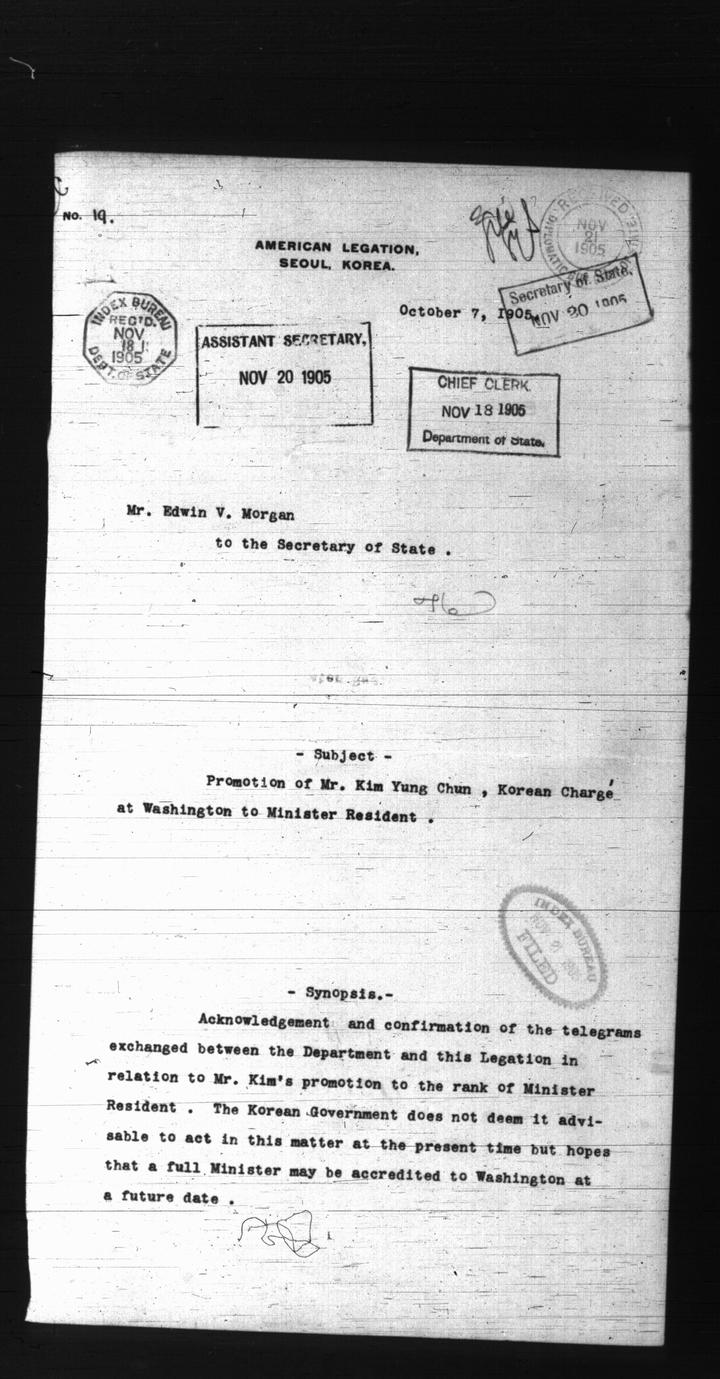 No. 19.
AMERICAN LEGATION,
SEOUL, KOREA.
RECEIVED
NOV
21
1905
Secretary of State,
NOV 20 1905
October 7, 1905.
INDEX BUREAU
REC'D.
NOV
18
1905
DEPT. OF STATE
ASSISTANT SECRETARY,
NOV 20 1905
CHIEF CLERK.
NOV 18 1905
Department of State.
Mr. Edwin V. Morgan
to the Secretary of State .
- Subject -
Promotion of Mr. Kim Yung Chun , Korean Chargé
at Washington to Minister Resident .
INDEX BUREAU
FILED
- Synopsis.-
Acknowledgement and confirmation of the telegrams
exchanged between the Department and this Legation in
relation to Mr. Kim's promotion to the rank of Minister
Resident . The Korean Government does not deem it advi-
sable to act in this matter at the present time but hopes
that a full Minister may be accredited to Washington at
a future date .